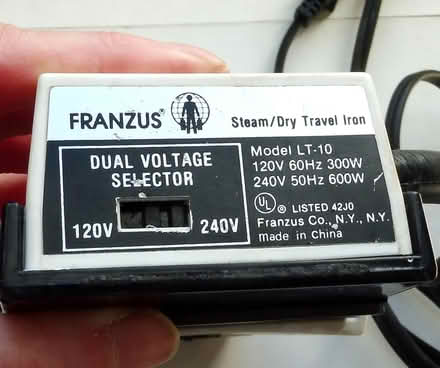 FRANZUS®
Steam/Dry Travel Iron
DUAL VOLTAGE
SELECTOR
120V 240V
Model LT-10
120V 60Hz 300W
240V 50Hz 600W
UL ® LISTED 42J0
Franzus Co., N.Y., N.Y.
made in China